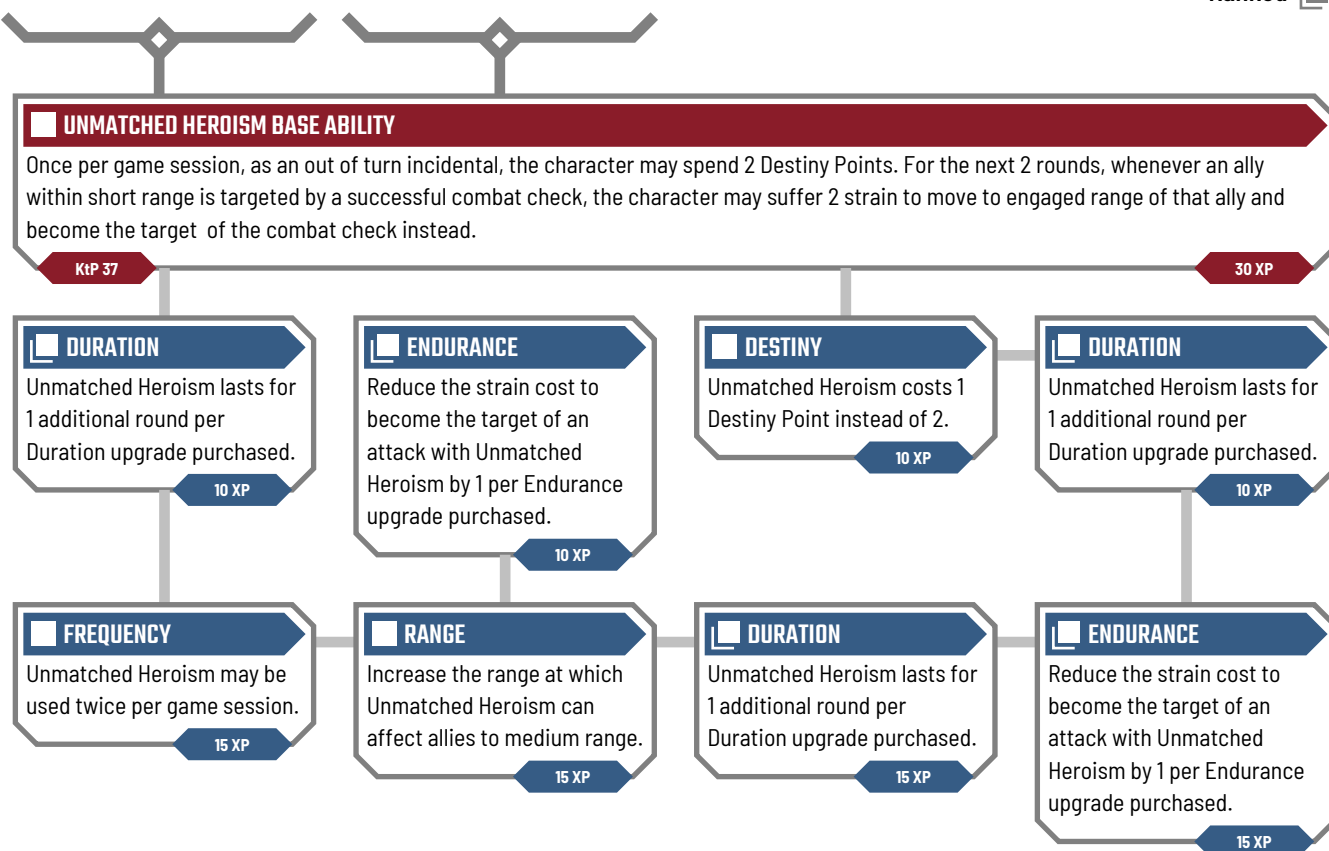 Ranked
UNMATCHED HEROISM BASE ABILITY
Once per game session, as an out of turn incidental, the character may spend 2 Destiny Points. For the next 2 rounds, whenever an ally
within short range is targeted by a successful combat check, the character may suffer 2 strain to move to engaged range of that ally and
become the target of the combat check instead.
KtP 37
30 XP
DURATION
Unmatched Heroism lasts for
1 additional round per
Duration upgrade purchased.
10 XP
ENDURANCE
Reduce the strain cost to
become the target of an
attack with Unmatched
Heroism by 1 per Endurance
upgrade purchased.
10 XP
DESTINY
Unmatched Heroism costs 1
Destiny Point instead of 2.
10 XP
DURATION
Unmatched Heroism lasts for
1 additional round per
Duration upgrade purchased.
10 XP
FREQUENCY
Unmatched Heroism may be
used twice per game session.
15 XP
RANGE
Increase the range at which
Unmatched Heroism can
affect allies to medium range.
15 XP
DURATION
Unmatched Heroism lasts for
1 additional round per
Duration upgrade purchased.
15 XP
ENDURANCE
Reduce the strain cost to
become the target of an
attack with Unmatched
Heroism by 1 per Endurance
upgrade purchased.
15 XP